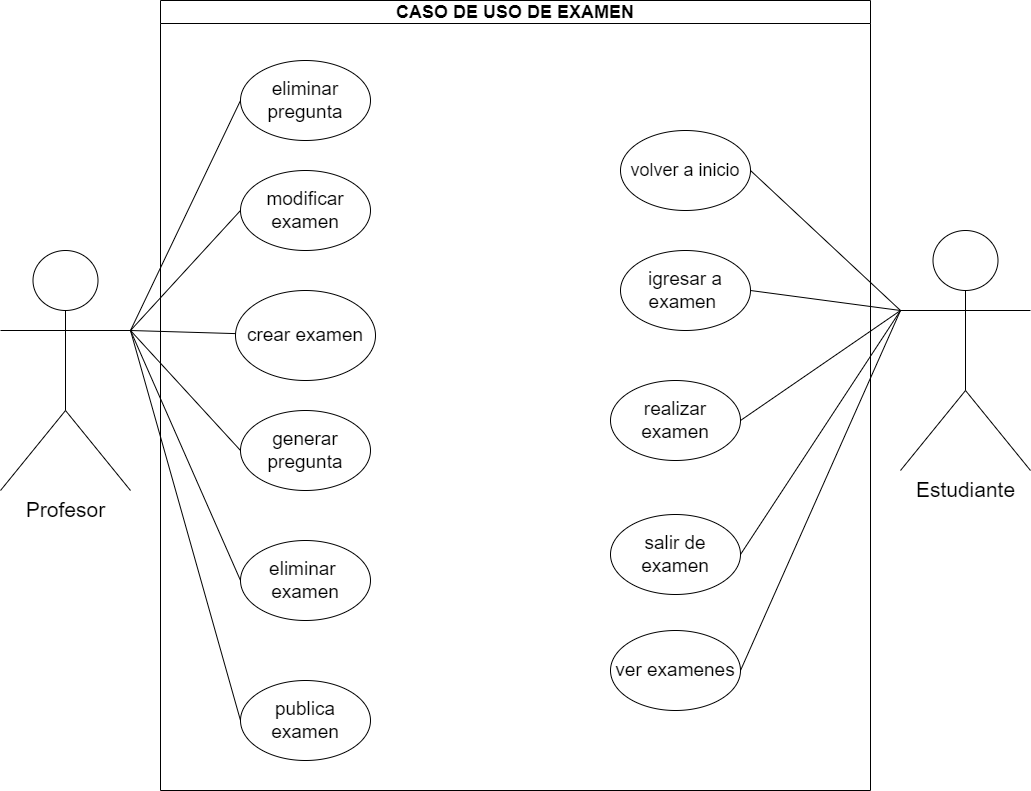 CASO DE USO DE EXAMEN
eliminar
pregunta
modificar
examen
crear examen
generar
pregunta
eliminar
examen
publica
examen
Profesor
volver a inicio
igresar a
examen
realizar
examen
salir de
examen
ver examenes
Estudiante